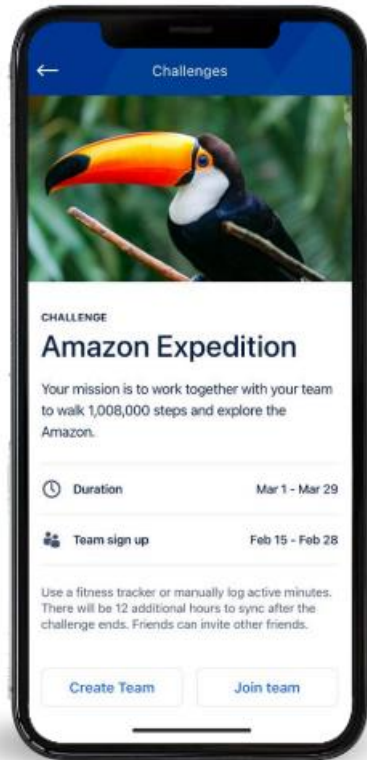 Challenges
CHALLENGE
Amazon Expedition
Your mission is to work together with your team
to walk 1,008,000 steps and explore the
Amazon.
Duration Mar 1 - Mar 29
Team sign up Feb 15 - Feb 28
Use a fitness tracker or manually log active minutes.
There will be 12 additional hours to sync after the
challenge ends. Friends can invite other friends.
Create Team Join team